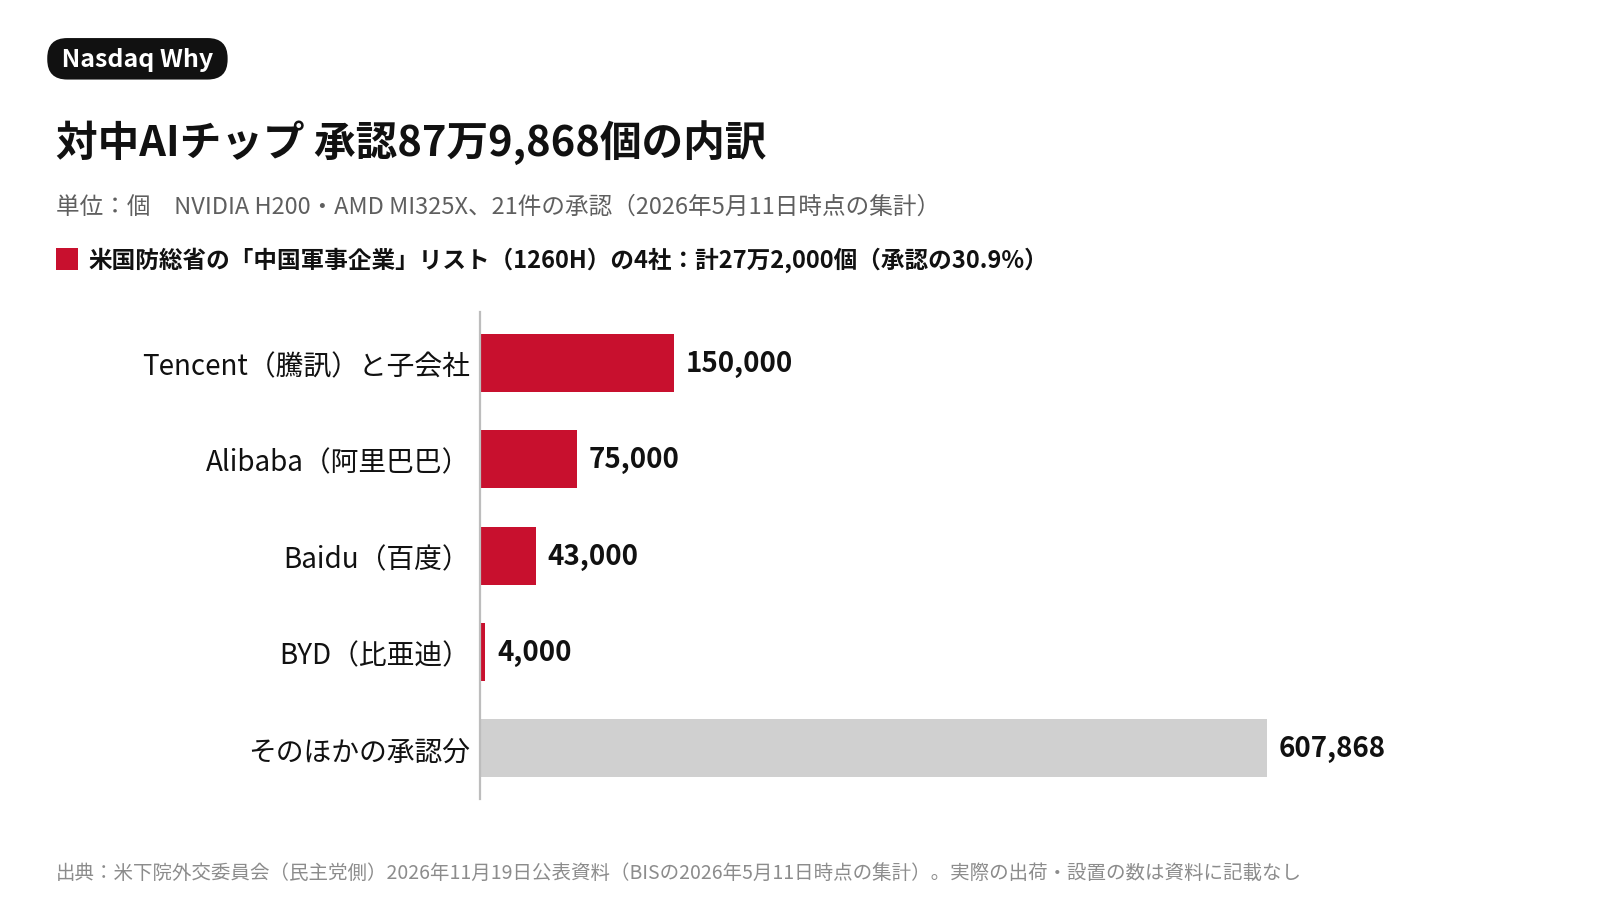 Nasdaq Why
対中AIチップ 承認87万9,868個の内訳
単位：個　NVIDIA H200・AMD MI325X、21件の承認（2026年5月11日時点の集計）
米国防総省の「中国軍事企業」リスト（1260H）の4社：計27万2,000個（承認の30.9%）
Tencent（騰訊）と子会社 150,000
Alibaba（阿里巴巴） 75,000
Baidu（百度） 43,000
BYD（比亜迪） 4,000
そのほかの承認分 607,868
出典：米下院外交委員会（民主党側）2026年11月19日公表資料（BISの2026年5月11日時点の集計）。実際の出荷・設置の数は資料に記載なし